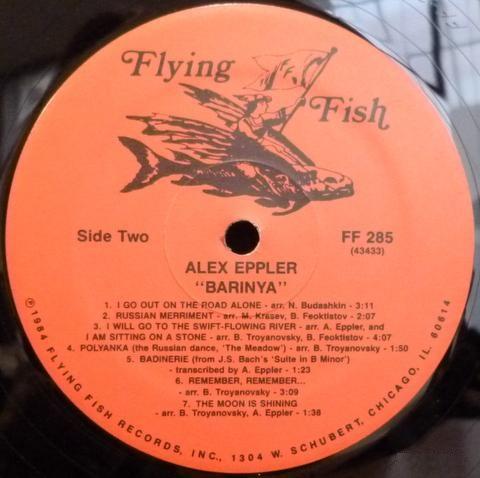 Flying
Fish
Side Two
FF 285
(43433)
ALEX EPPLER
"BARINYA"
1. I GO OUT ON THE ROAD ALONE - arr. N. Budashkin - 3:11
2. RUSSIAN MERRIMENT - arr. M. Krasev, B. Feoktistov - 2:07
3. I WILL GO TO THE SWIFT-FLOWING RIVER - arr. A. Eppler, and
I AM SITTING ON A STONE - arr. B. Troyanovsky, B. Feoktistov - 4:07
4. POLYANKA (the Russian dance, 'The Meadow') - arr. B. Troyanovsky - 1:50
5. BADINERIE (from J.S. Bach's 'Suite in B Minor')
- transcribed by A. Eppler - 1:23
6. REMEMBER, REMEMBER...
- arr. B. Troyanovsky - 3:09
7. THE MOON IS SHINING
- arr. B. Troyanovsky, A. Eppler - 1:38
℗1984 FLYING FISH RECORDS, INC., 1304 W. SCHUBERT, CHICAGO, IL. 60614